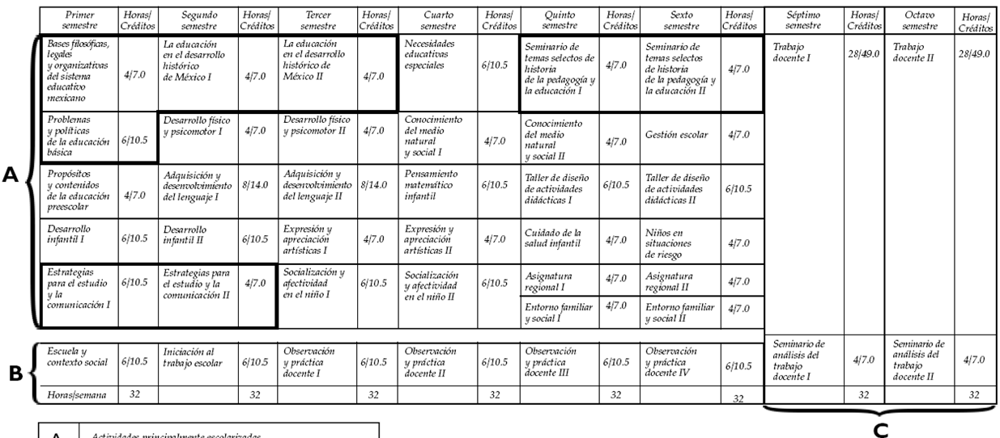 Primer semestre | Horas/ Créditos | Segundo semestre | Horas/ Créditos | Tercer semestre | Horas/ Créditos | Cuarto semestre | Horas/ Créditos | Quinto semestre | Horas/ Créditos | Sexto semestre | Horas/ Créditos | Séptimo semestre | Horas/ Créditos | Octavo semestre | Horas/ Créditos
A
Bases filosóficas, legales y organizativas del sistema educativo mexicano | 4/7.0 | La educación en el desarrollo histórico de México I | 4/7.0 | La educación en el desarrollo histórico de México II | 4/7.0 | Necesidades educativas especiales | 6/10.5 | Seminario de temas selectos de historia de la pedagogía y la educación I | 4/7.0 | Seminario de temas selectos de historia de la pedagogía y la educación II | 4/7.0 | Trabajo docente I | 28/49.0 | Trabajo docente II | 28/49.0
Problemas y políticas de la educación básica | 6/10.5 | Desarrollo físico y psicomotor I | 4/7.0 | Desarrollo físico y psicomotor II | 4/7.0 | Conocimiento del medio natural y social I | 4/7.0 | Conocimiento del medio natural y social II | 4/7.0 | Gestión escolar | 4/7.0
Propósitos y contenidos de la educación preescolar | 4/7.0 | Adquisición y desenvolvimiento del lenguaje I | 8/14.0 | Adquisición y desenvolvimiento del lenguaje II | 8/14.0 | Pensamiento matemático infantil | 6/10.5 | Taller de diseño de actividades didácticas I | 6/10.5 | Taller de diseño de actividades didácticas II | 6/10.5
Desarrollo infantil I | 6/10.5 | Desarrollo infantil II | 6/10.5 | Expresión y apreciación artísticas I | 4/7.0 | Expresión y apreciación artísticas II | 4/7.0 | Cuidado de la salud infantil | 4/7.0 | Niños en situaciones de riesgo | 4/7.0
Estrategias para el estudio y la comunicación I | 6/10.5 | Estrategias para el estudio y la comunicación II | 4/7.0 | Socialización y afectividad en el niño I | 6/10.5 | Socialización y afectividad en el niño II | 6/10.5 | Asignatura regional I | 4/7.0 | Asignatura regional II | 4/7.0
Entorno familiar y social I | 4/7.0 | Entorno familiar y social II | 4/7.0
B
Escuela y contexto social | 6/10.5 | Iniciación al trabajo escolar | 6/10.5 | Observación y práctica docente I | 6/10.5 | Observación y práctica docente II | 6/10.5 | Observación y práctica docente III | 6/10.5 | Observación y práctica docente IV | 6/10.5 | Seminario de análisis del trabajo docente I | 4/7.0 | Seminario de análisis del trabajo docente II | 4/7.0
Horas/semana | 32 | 32 | 32 | 32 | 32 | 32 | 32 | 32
C
A | Actividades principalmente escolarizadas